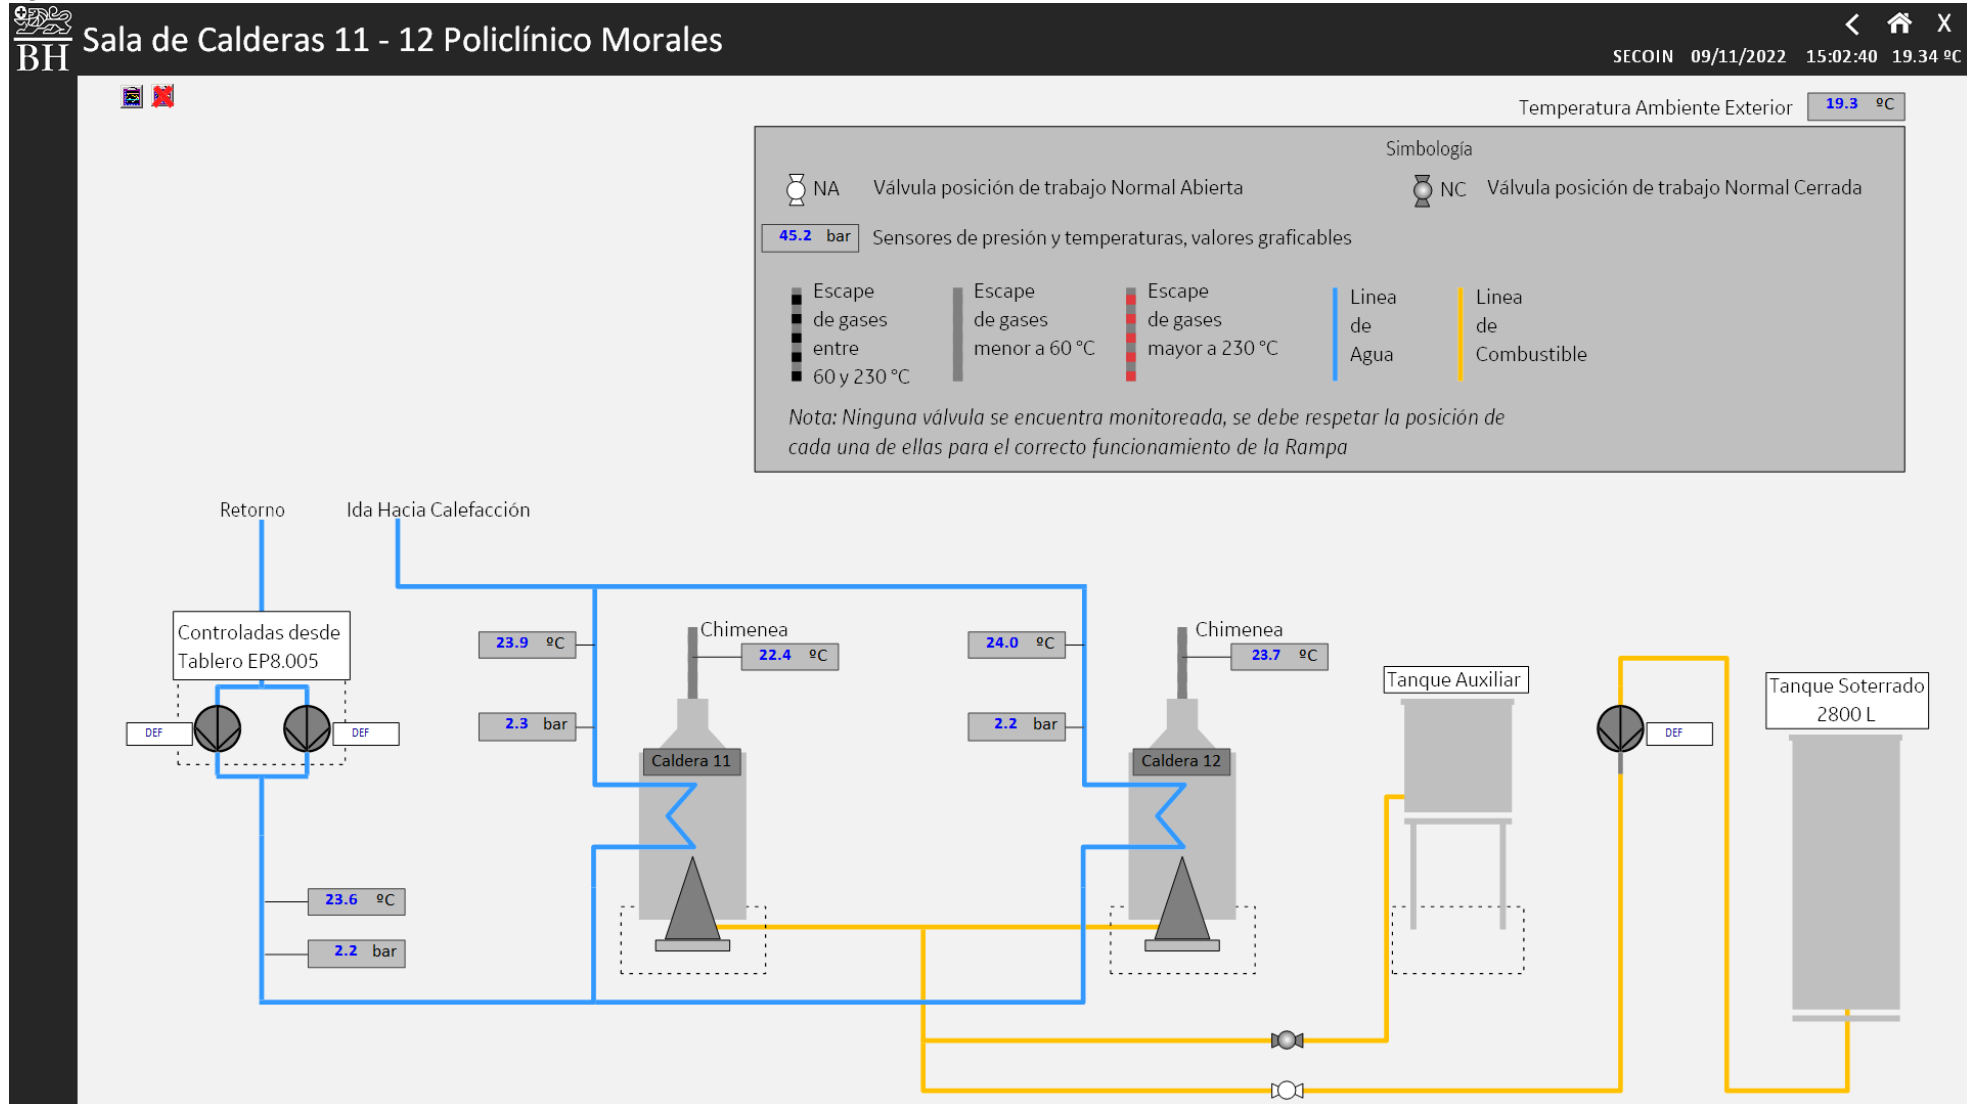 BH
Sala de Calderas 11 - 12 Policlínico Morales
X
SECOIN 09/11/2022 15:02:40 19.34 ºC
Temperatura Ambiente Exterior 19.3 ºC
Simbología
NA Válvula posición de trabajo Normal Abierta
NC Válvula posición de trabajo Normal Cerrada
45.2 bar Sensores de presión y temperaturas, valores graficables
Escape
de gases
entre
60 y 230 °C
Escape
de gases
menor a 60 °C
Escape
de gases
mayor a 230 °C
Linea
de
Agua
Linea
de
Combustible
Nota: Ninguna válvula se encuentra monitoreada, se debe respetar la posición de
cada una de ellas para el correcto funcionamiento de la Rampa
Retorno
Ida Hacia Calefacción
Controladas desde
Tablero EP8.005
DEF
DEF
23.6 ºC
2.2 bar
23.9 ºC
2.3 bar
Chimenea
22.4 ºC
Caldera 11
24.0 ºC
2.2 bar
Chimenea
23.7 ºC
Caldera 12
Tanque Auxiliar
DEF
Tanque Soterrado
2800 L